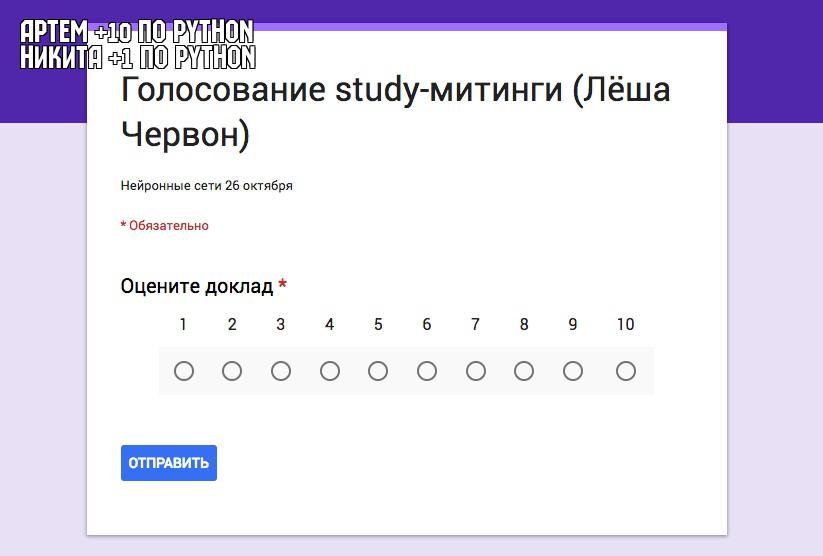 АРТЕМ +10 ПО PYTHON
НИКИТА +1 ПО PYTHON
Голосование study-митинги (Лёша
Червон)
Нейронные сети 26 октября
* Обязательно
Оцените доклад *
1 2 3 4 5 6 7 8 9 10
ОТПРАВИТЬ